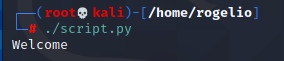 ┌──(root💀kali)-[/home/rogelio]
└─# ./script.py
Welcome